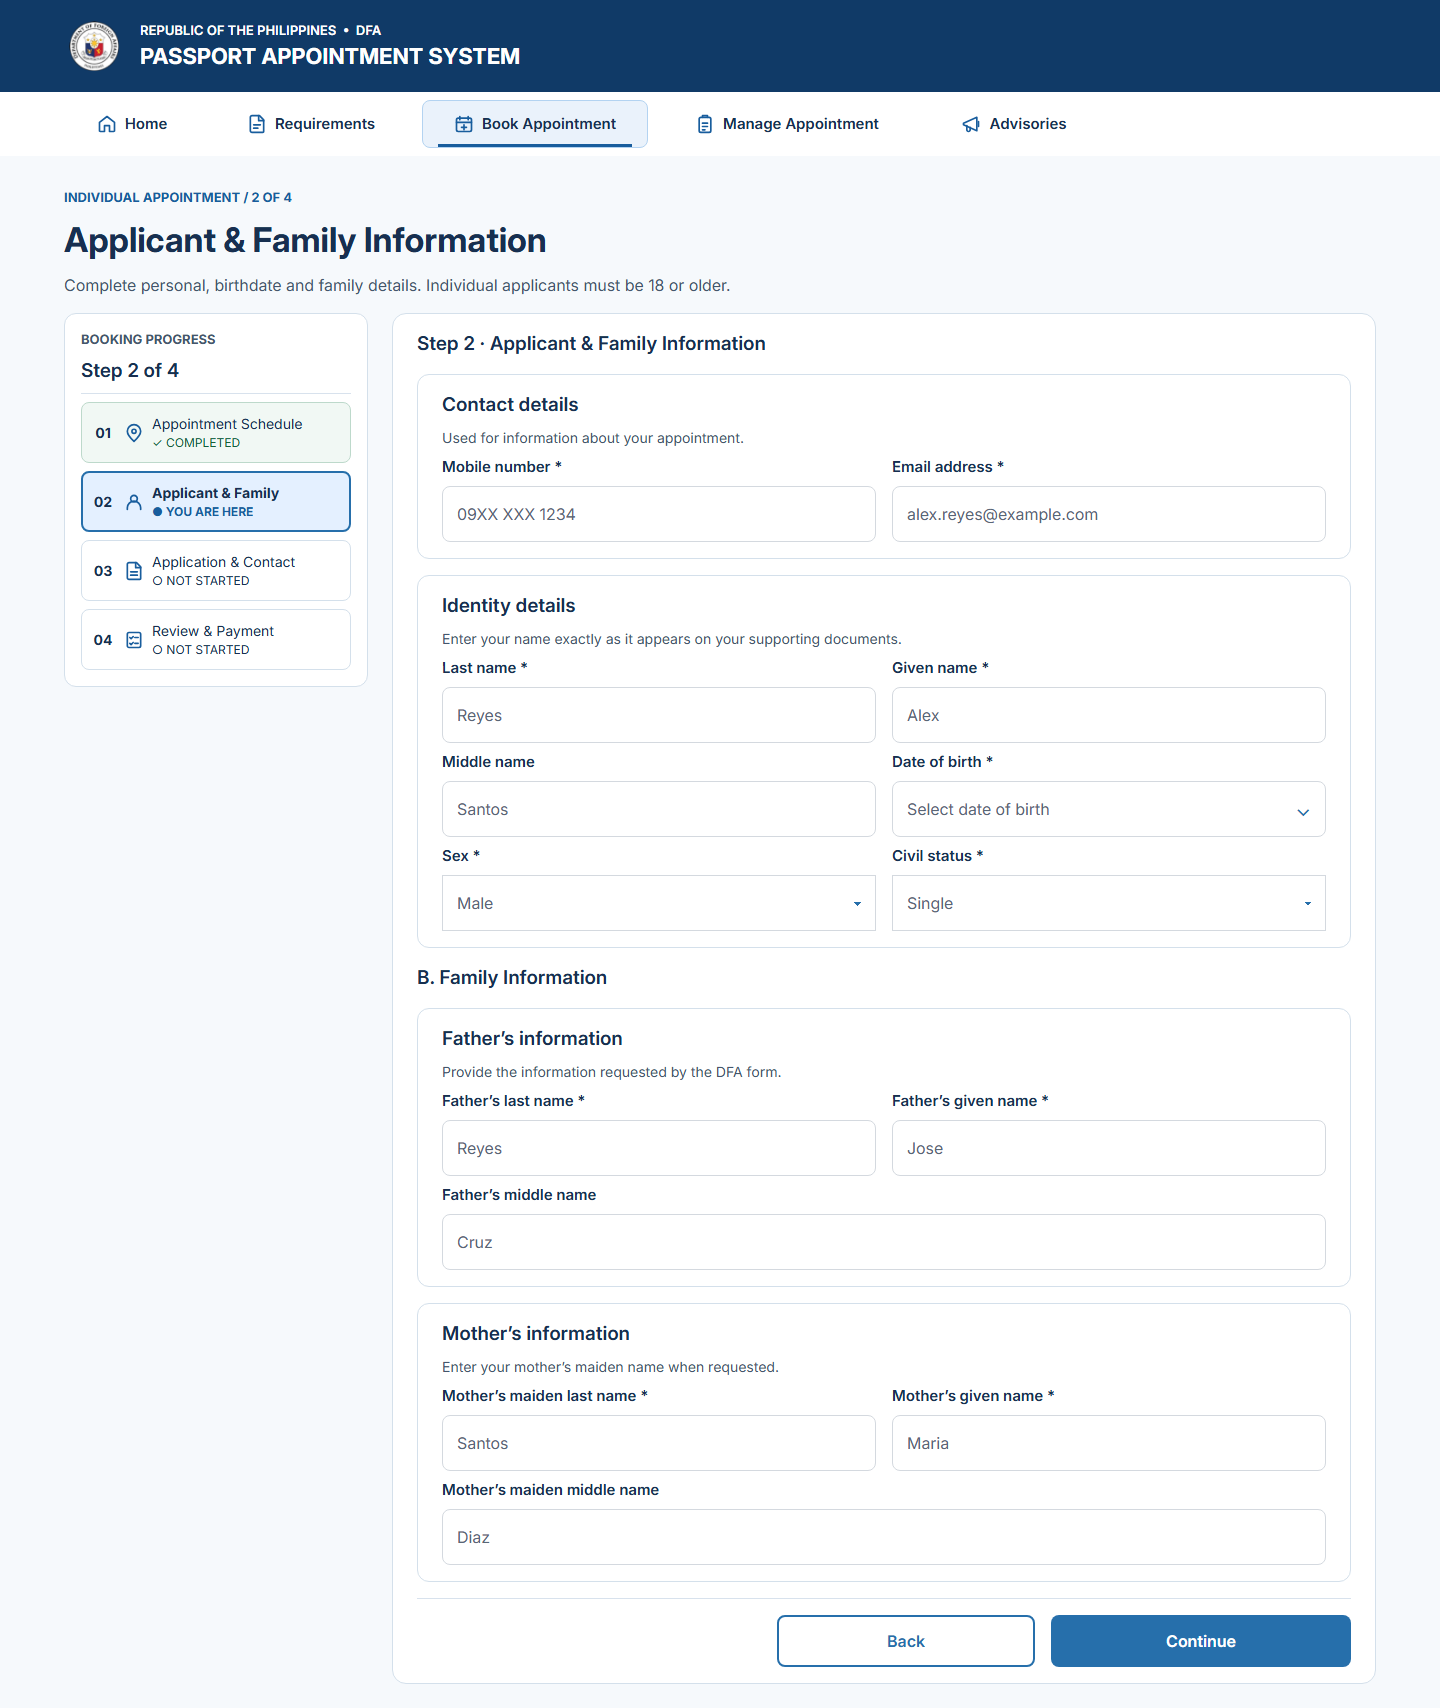 REPUBLIC OF THE PHILIPPINES • DFA
PASSPORT APPOINTMENT SYSTEM
Home
Requirements
Book Appointment
Manage Appointment
Advisories
INDIVIDUAL APPOINTMENT / 2 OF 4
Applicant & Family Information
Complete personal, birthdate and family details. Individual applicants must be 18 or older.
BOOKING PROGRESS
Step 2 of 4
01
Appointment Schedule
✓ COMPLETED
02
Applicant & Family
● YOU ARE HERE
03
Application & Contact
○ NOT STARTED
04
Review & Payment
○ NOT STARTED
Step 2 · Applicant & Family Information
Contact details
Used for information about your appointment.
Mobile number *
Email address *
09XX XXX 1234
alex.reyes@example.com
Identity details
Enter your name exactly as it appears on your supporting documents.
Last name *
Given name *
Reyes
Alex
Middle name
Date of birth *
Santos
Select date of birth
Sex *
Civil status *
Male
Single
B. Family Information
Father’s information
Provide the information requested by the DFA form.
Father’s last name *
Father’s given name *
Reyes
Jose
Father’s middle name
Cruz
Mother’s information
Enter your mother’s maiden name when requested.
Mother’s maiden last name *
Mother’s given name *
Santos
Maria
Mother’s maiden middle name
Diaz
Back
Continue